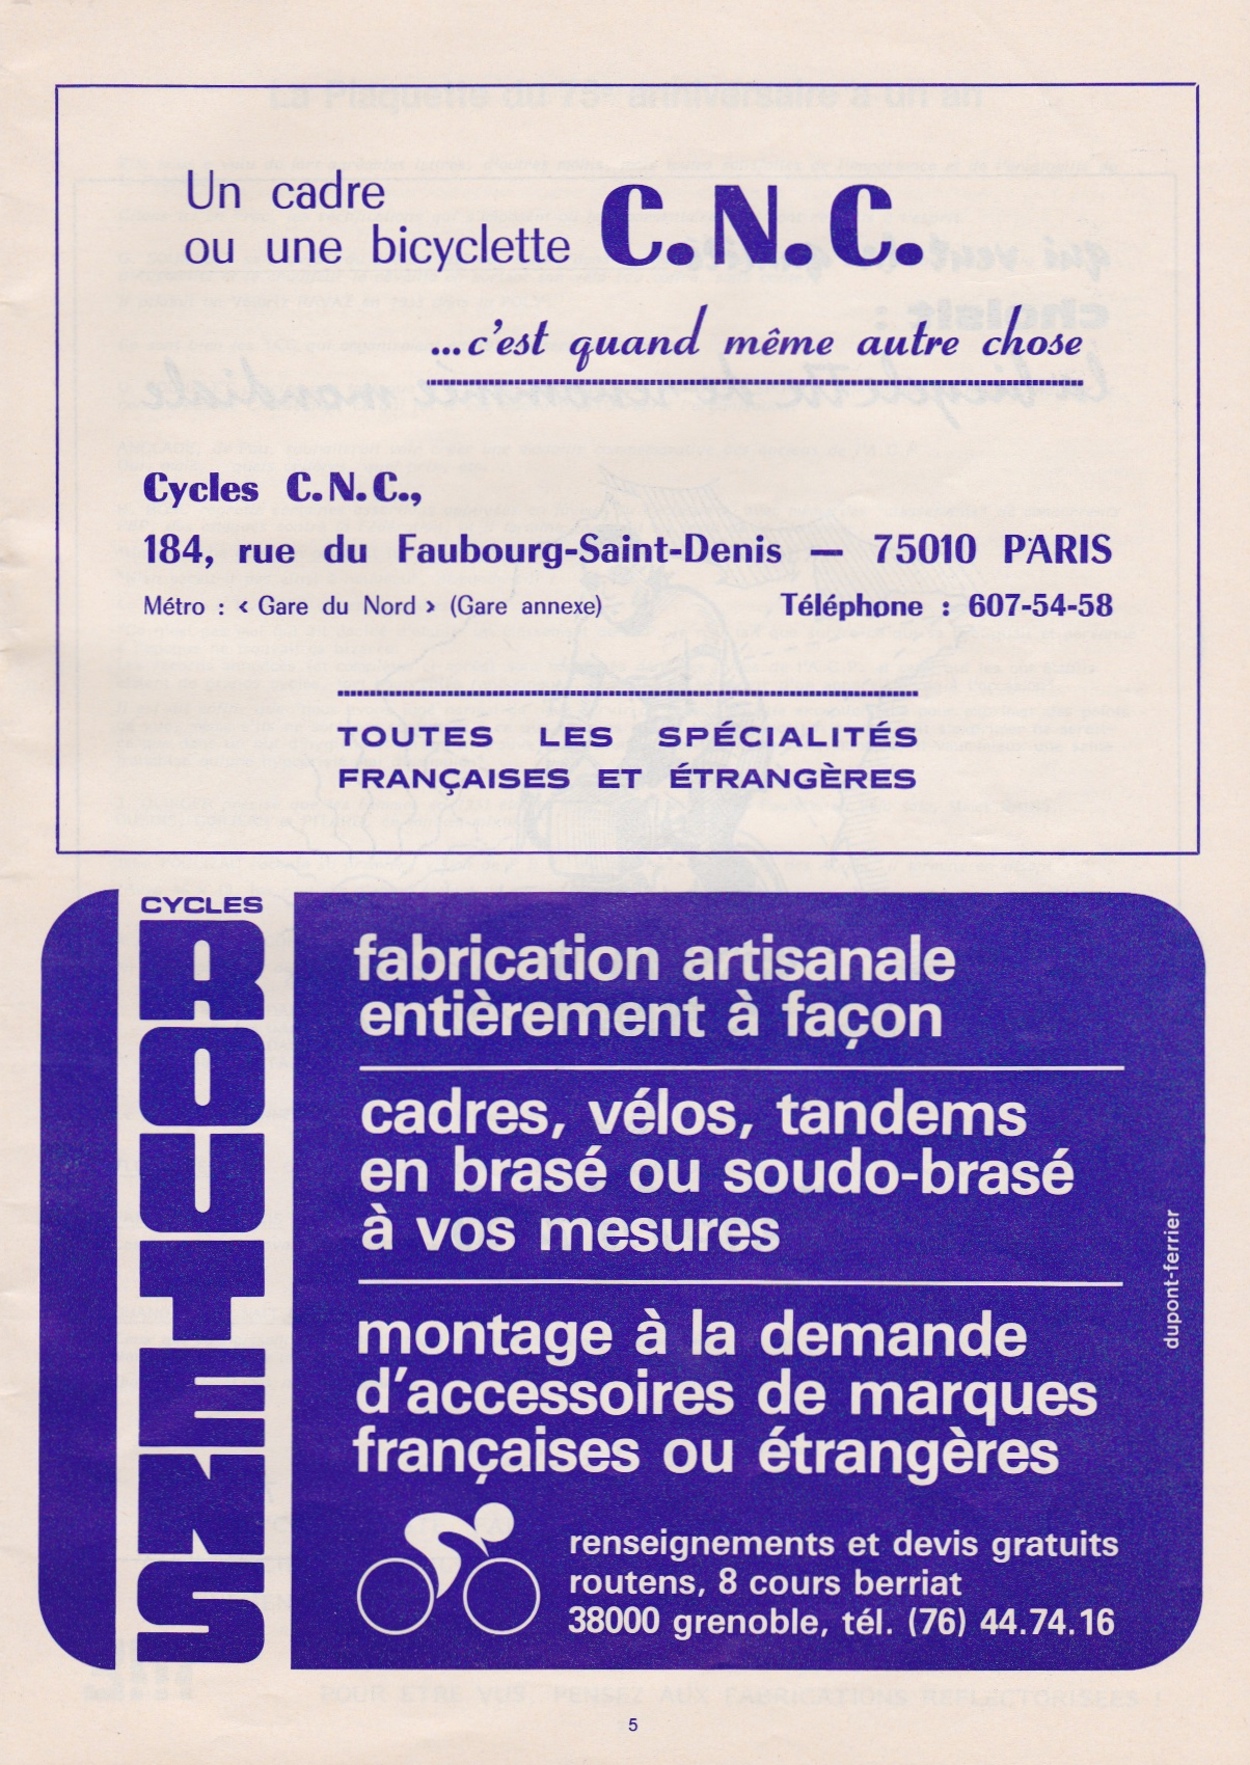 Un cadre
ou une bicyclette C.N.C.
...c'est quand même autre chose
Cycles C.N.C.,
184, rue du Faubourg-Saint-Denis — 75010 PARIS
Métro : ‹ Gare du Nord › (Gare annexe) Téléphone : 607-54-58
TOUTES LES SPÉCIALITÉS
FRANÇAISES ET ÉTRANGÈRES
CYCLES
ROUTENS
fabrication artisanale
entièrement à façon
cadres, vélos, tandems
en brasé ou soudo-brasé
à vos mesures
montage à la demande
d'accessoires de marques
françaises ou étrangères
renseignements et devis gratuits
routens, 8 cours berriat
38000 grenoble, tél. (76) 44.74.16
dupont-ferrier
5